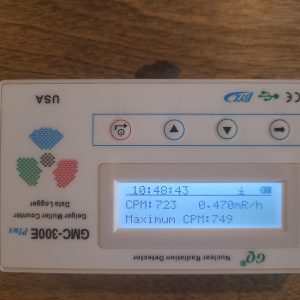 10:48:43
CPM:723 0.470mR/h
Maximum CPM:749
USA
CE
GQ
Nuclear Radiation Detector
GMC-300E Plus
Geiger Muller Counter
Data Logger